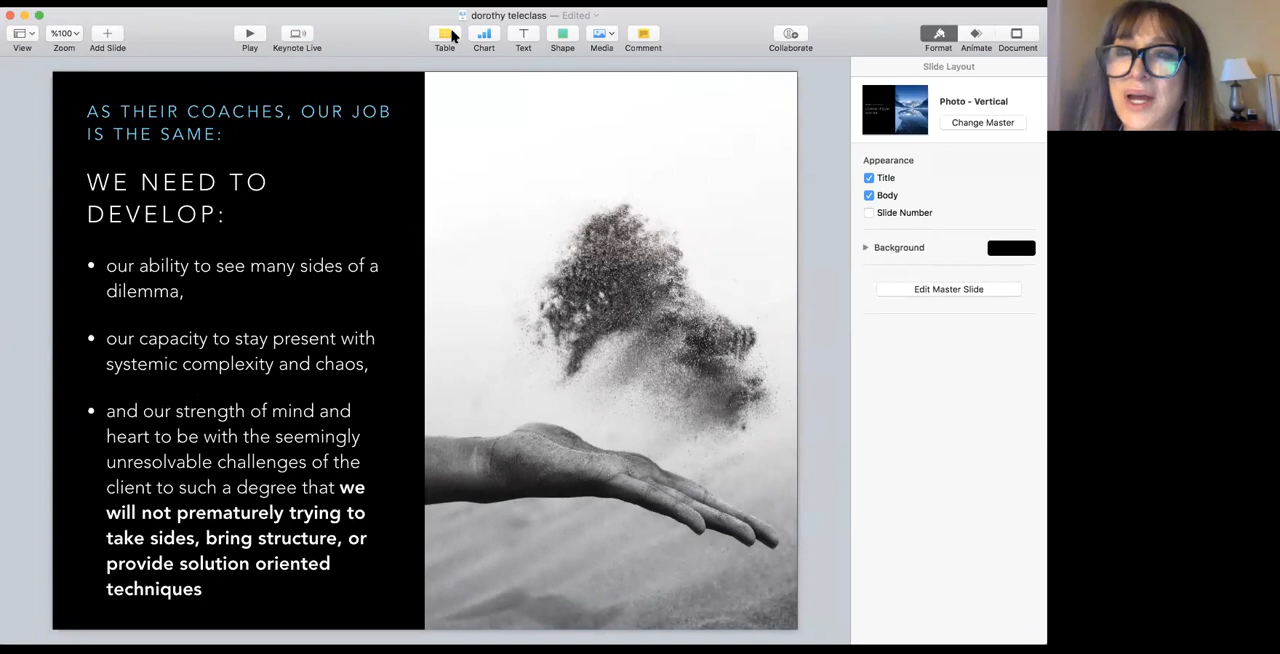 dorothy teleclass — Edited
%100
View
Zoom
Add Slide
Play
Keynote Live
Table
Chart
Text
Shape
Media
Comment
Collaborate
Format
Animate
Document
AS THEIR COACHES, OUR JOB
IS THE SAME:
WE NEED TO
DEVELOP:
• our ability to see many sides of a
dilemma,
• our capacity to stay present with
systemic complexity and chaos,
• and our strength of mind and
heart to be with the seemingly
unresolvable challenges of the
client to such a degree that we
will not prematurely trying to
take sides, bring structure, or
provide solution oriented
techniques
Slide Layout
Photo - Vertical
Change Master
Appearance
Title
Body
Slide Number
Background
Edit Master Slide